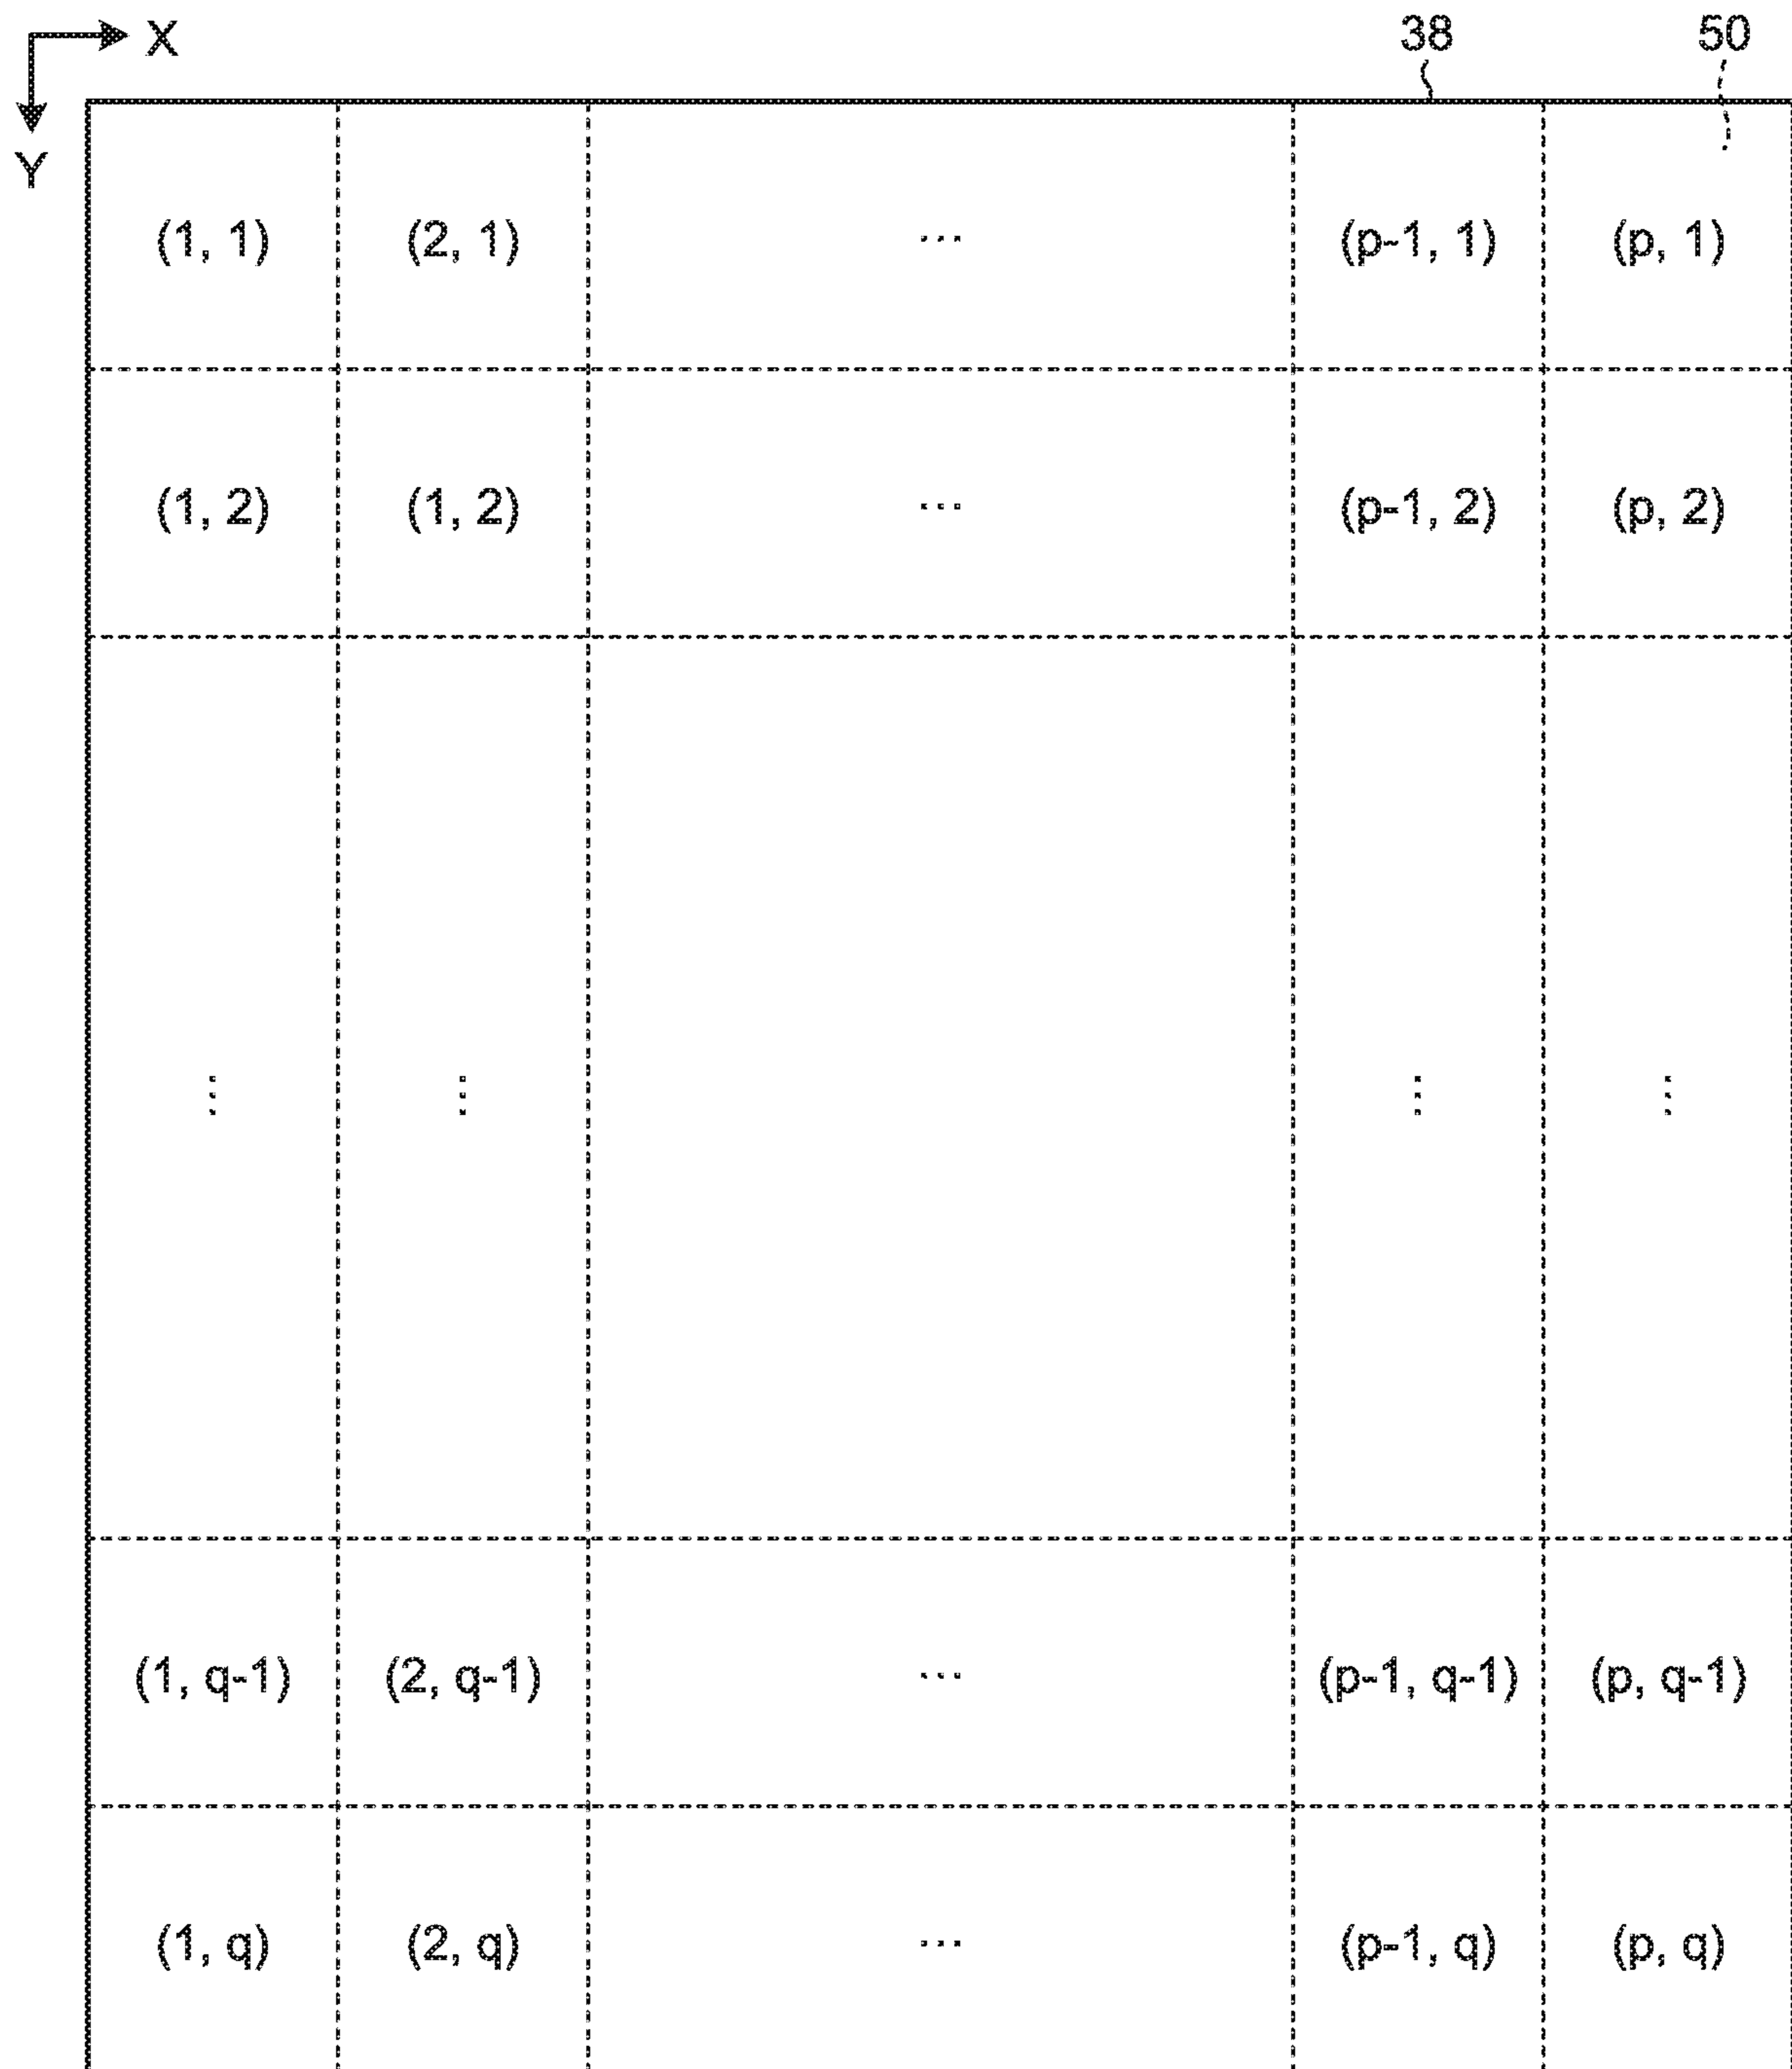 X 38 50
Y
(1, 1) (2, 1) ... (p-1, 1) (p, 1)
(1, 2) (1, 2) ... (p-1, 2) (p, 2)
⋮ ⋮ ⋮ ⋮
(1, q-1) (2, q-1) ... (p-1, q-1) (p, q-1)
(1, q) (2, q) ... (p-1, q) (p, q)